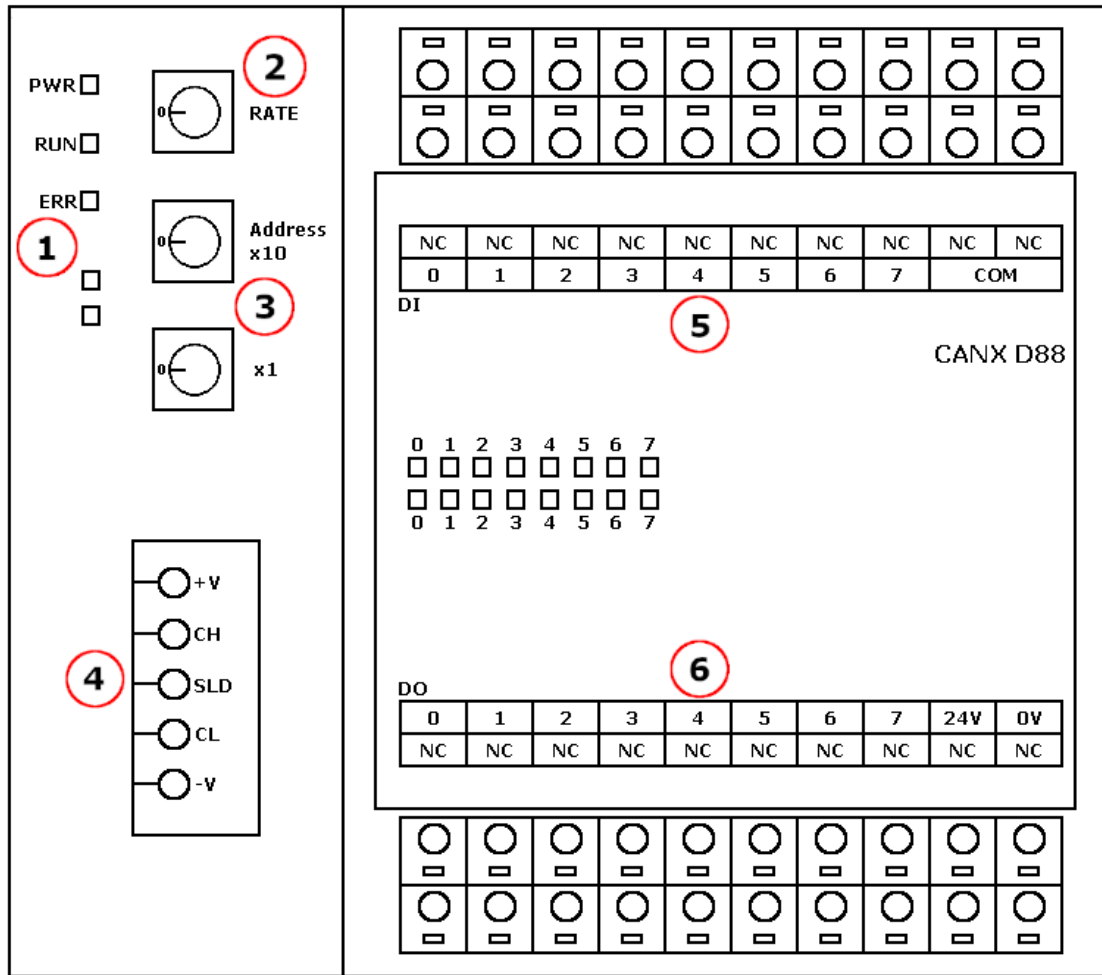 PWR
RUN
ERR
1
2
0
RATE
0
Address
x10
3
0
x1
4
+V
CH
SLD
CL
-V
NC NC NC NC NC NC NC NC NC NC
0 1 2 3 4 5 6 7 COM
DI
5
CANX D88
0 1 2 3 4 5 6 7
0 1 2 3 4 5 6 7
6
DO
0 1 2 3 4 5 6 7 24V 0V
NC NC NC NC NC NC NC NC NC NC